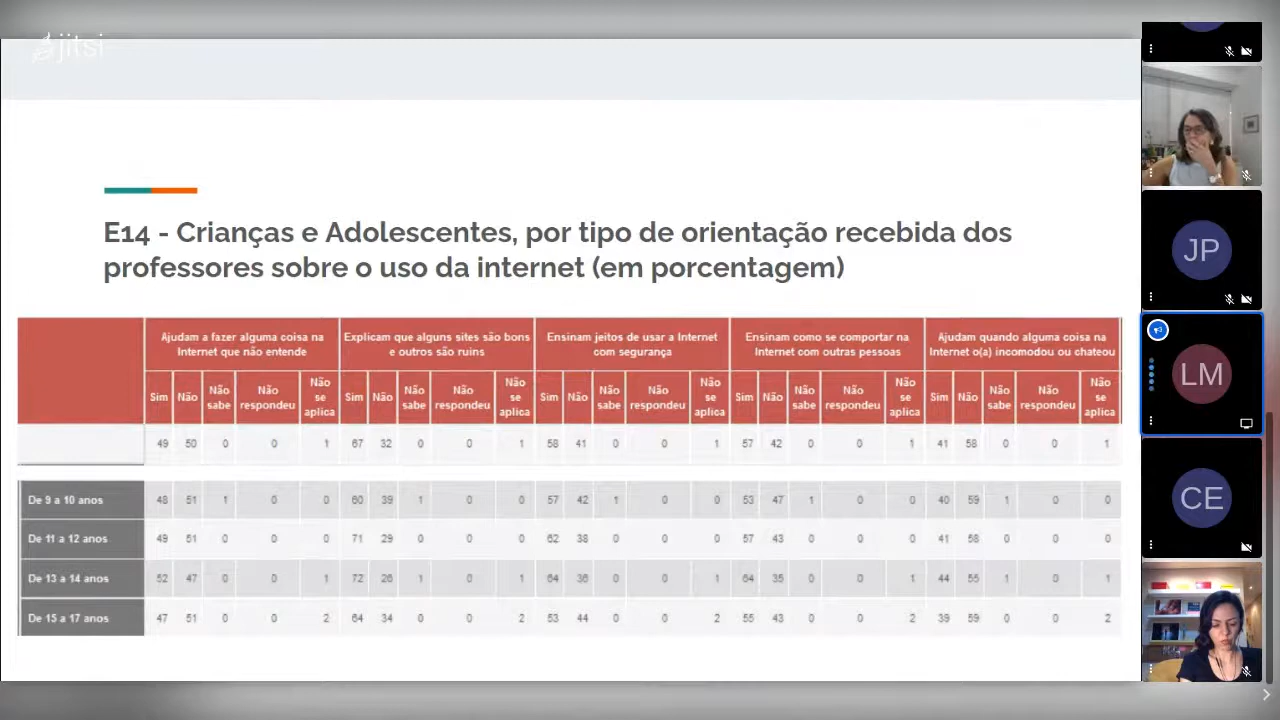 jitsi
E14 - Crianças e Adolescentes, por tipo de orientação recebida dos
professores sobre o uso da internet (em porcentagem)
Ajudam a fazer alguma coisa na Internet que não entende
Explicam que alguns sites são bons e outros são ruins
Ensinam jeitos de usar a Internet com segurança
Ensinam como se comportar na Internet com outras pessoas
Ajudam quando alguma coisa na Internet o(a) incomodou ou chateou
Sim Não Não sabe Não respondeu Não se aplica Sim Não Não sabe Não respondeu Não se aplica Sim Não Não sabe Não respondeu Não se aplica Sim Não Não sabe Não respondeu Não se aplica Sim Não Não sabe Não respondeu Não se aplica
49 50 0 0 1 67 32 0 0 1 58 41 0 0 1 57 42 0 0 1 41 58 0 0 1
De 9 a 10 anos 48 51 1 0 0 60 39 1 0 0 57 42 1 0 0 53 47 1 0 0 40 59 1 0 0
De 11 a 12 anos 49 51 0 0 0 71 29 0 0 0 62 38 0 0 0 57 43 0 0 0 41 58 0 0 0
De 13 a 14 anos 52 47 0 0 1 72 26 1 0 1 64 36 0 0 1 64 35 0 0 1 44 55 1 0 1
De 15 a 17 anos 47 51 0 0 2 64 34 0 0 2 53 44 0 0 2 55 43 0 0 2 39 59 0 0 2
JP
LM
CE